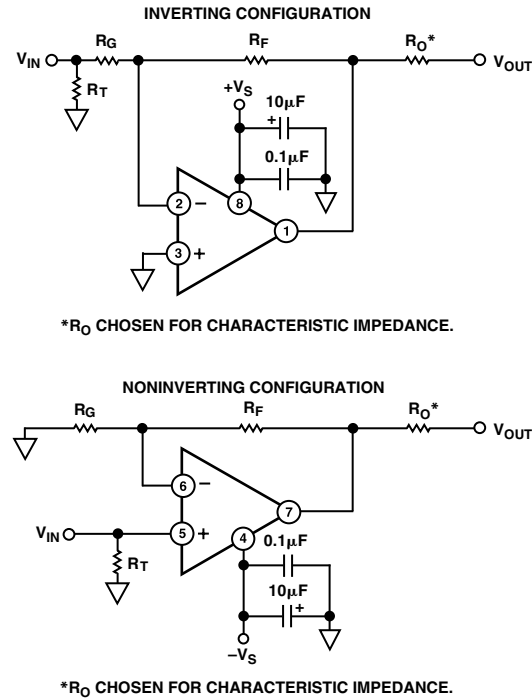 INVERTING CONFIGURATION
V_IN R_G R_F R_O* V_OUT
R_T
+V_S
10µF
+
0.1µF
2 – 8
1
3 +
*R_O CHOSEN FOR CHARACTERISTIC IMPEDANCE.
NONINVERTING CONFIGURATION
R_G R_F R_O* V_OUT
6 –
7
V_IN 5 + 4
0.1µF
R_T
10µF
+
–V_S
*R_O CHOSEN FOR CHARACTERISTIC IMPEDANCE.